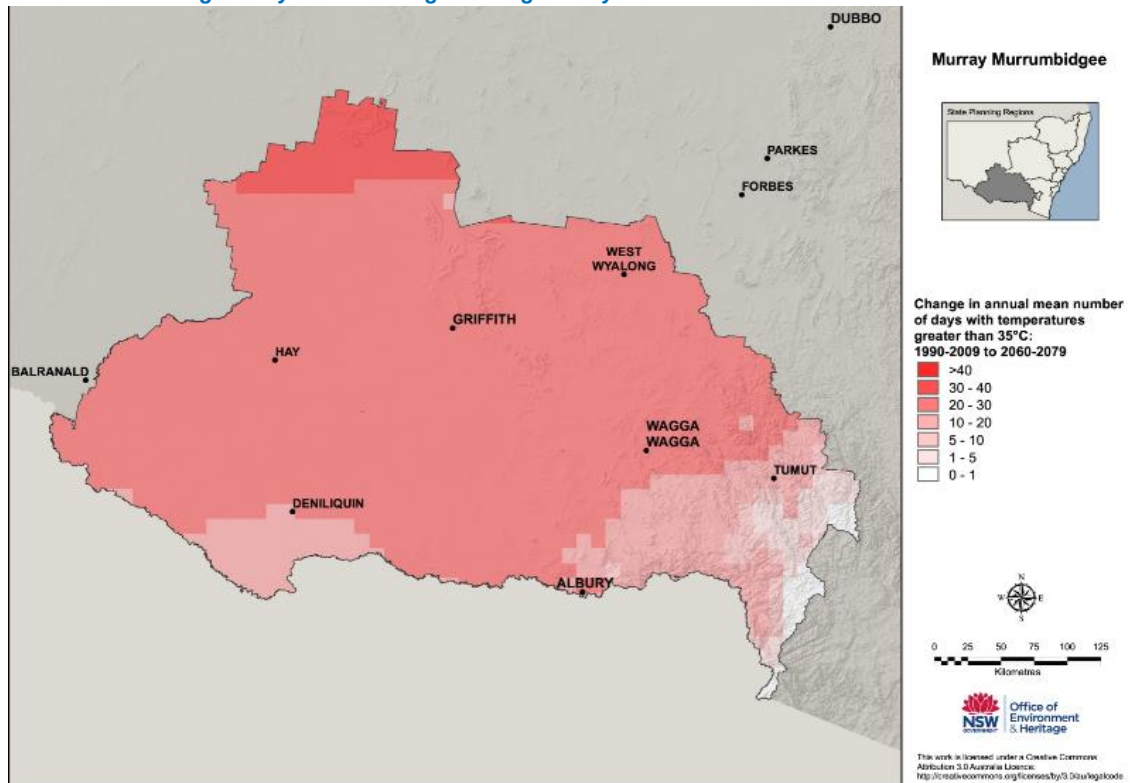 DUBBO
PARKES
FORBES
WEST
WYALONG
GRIFFITH
HAY
BALRANALD
WAGGA
WAGGA
TUMUT
DENILIQUIN
ALBURY
Murray Murrumbidgee
State Planning Regions
Change in annual mean number
of days with temperatures
greater than 35°C:
1990-2009 to 2060-2079
>40
30 - 40
20 - 30
10 - 20
5 - 10
1 - 5
0 - 1
N
W E
S
0 25 50 75 100 125
Kilometres
NSW
GOVERNMENT
Office of
Environment
& Heritage
This work is licensed under a Creative Commons
Attribution 3.0 Australia Licence:
http://creativecommons.org/licenses/by/3.0/au/legalcode